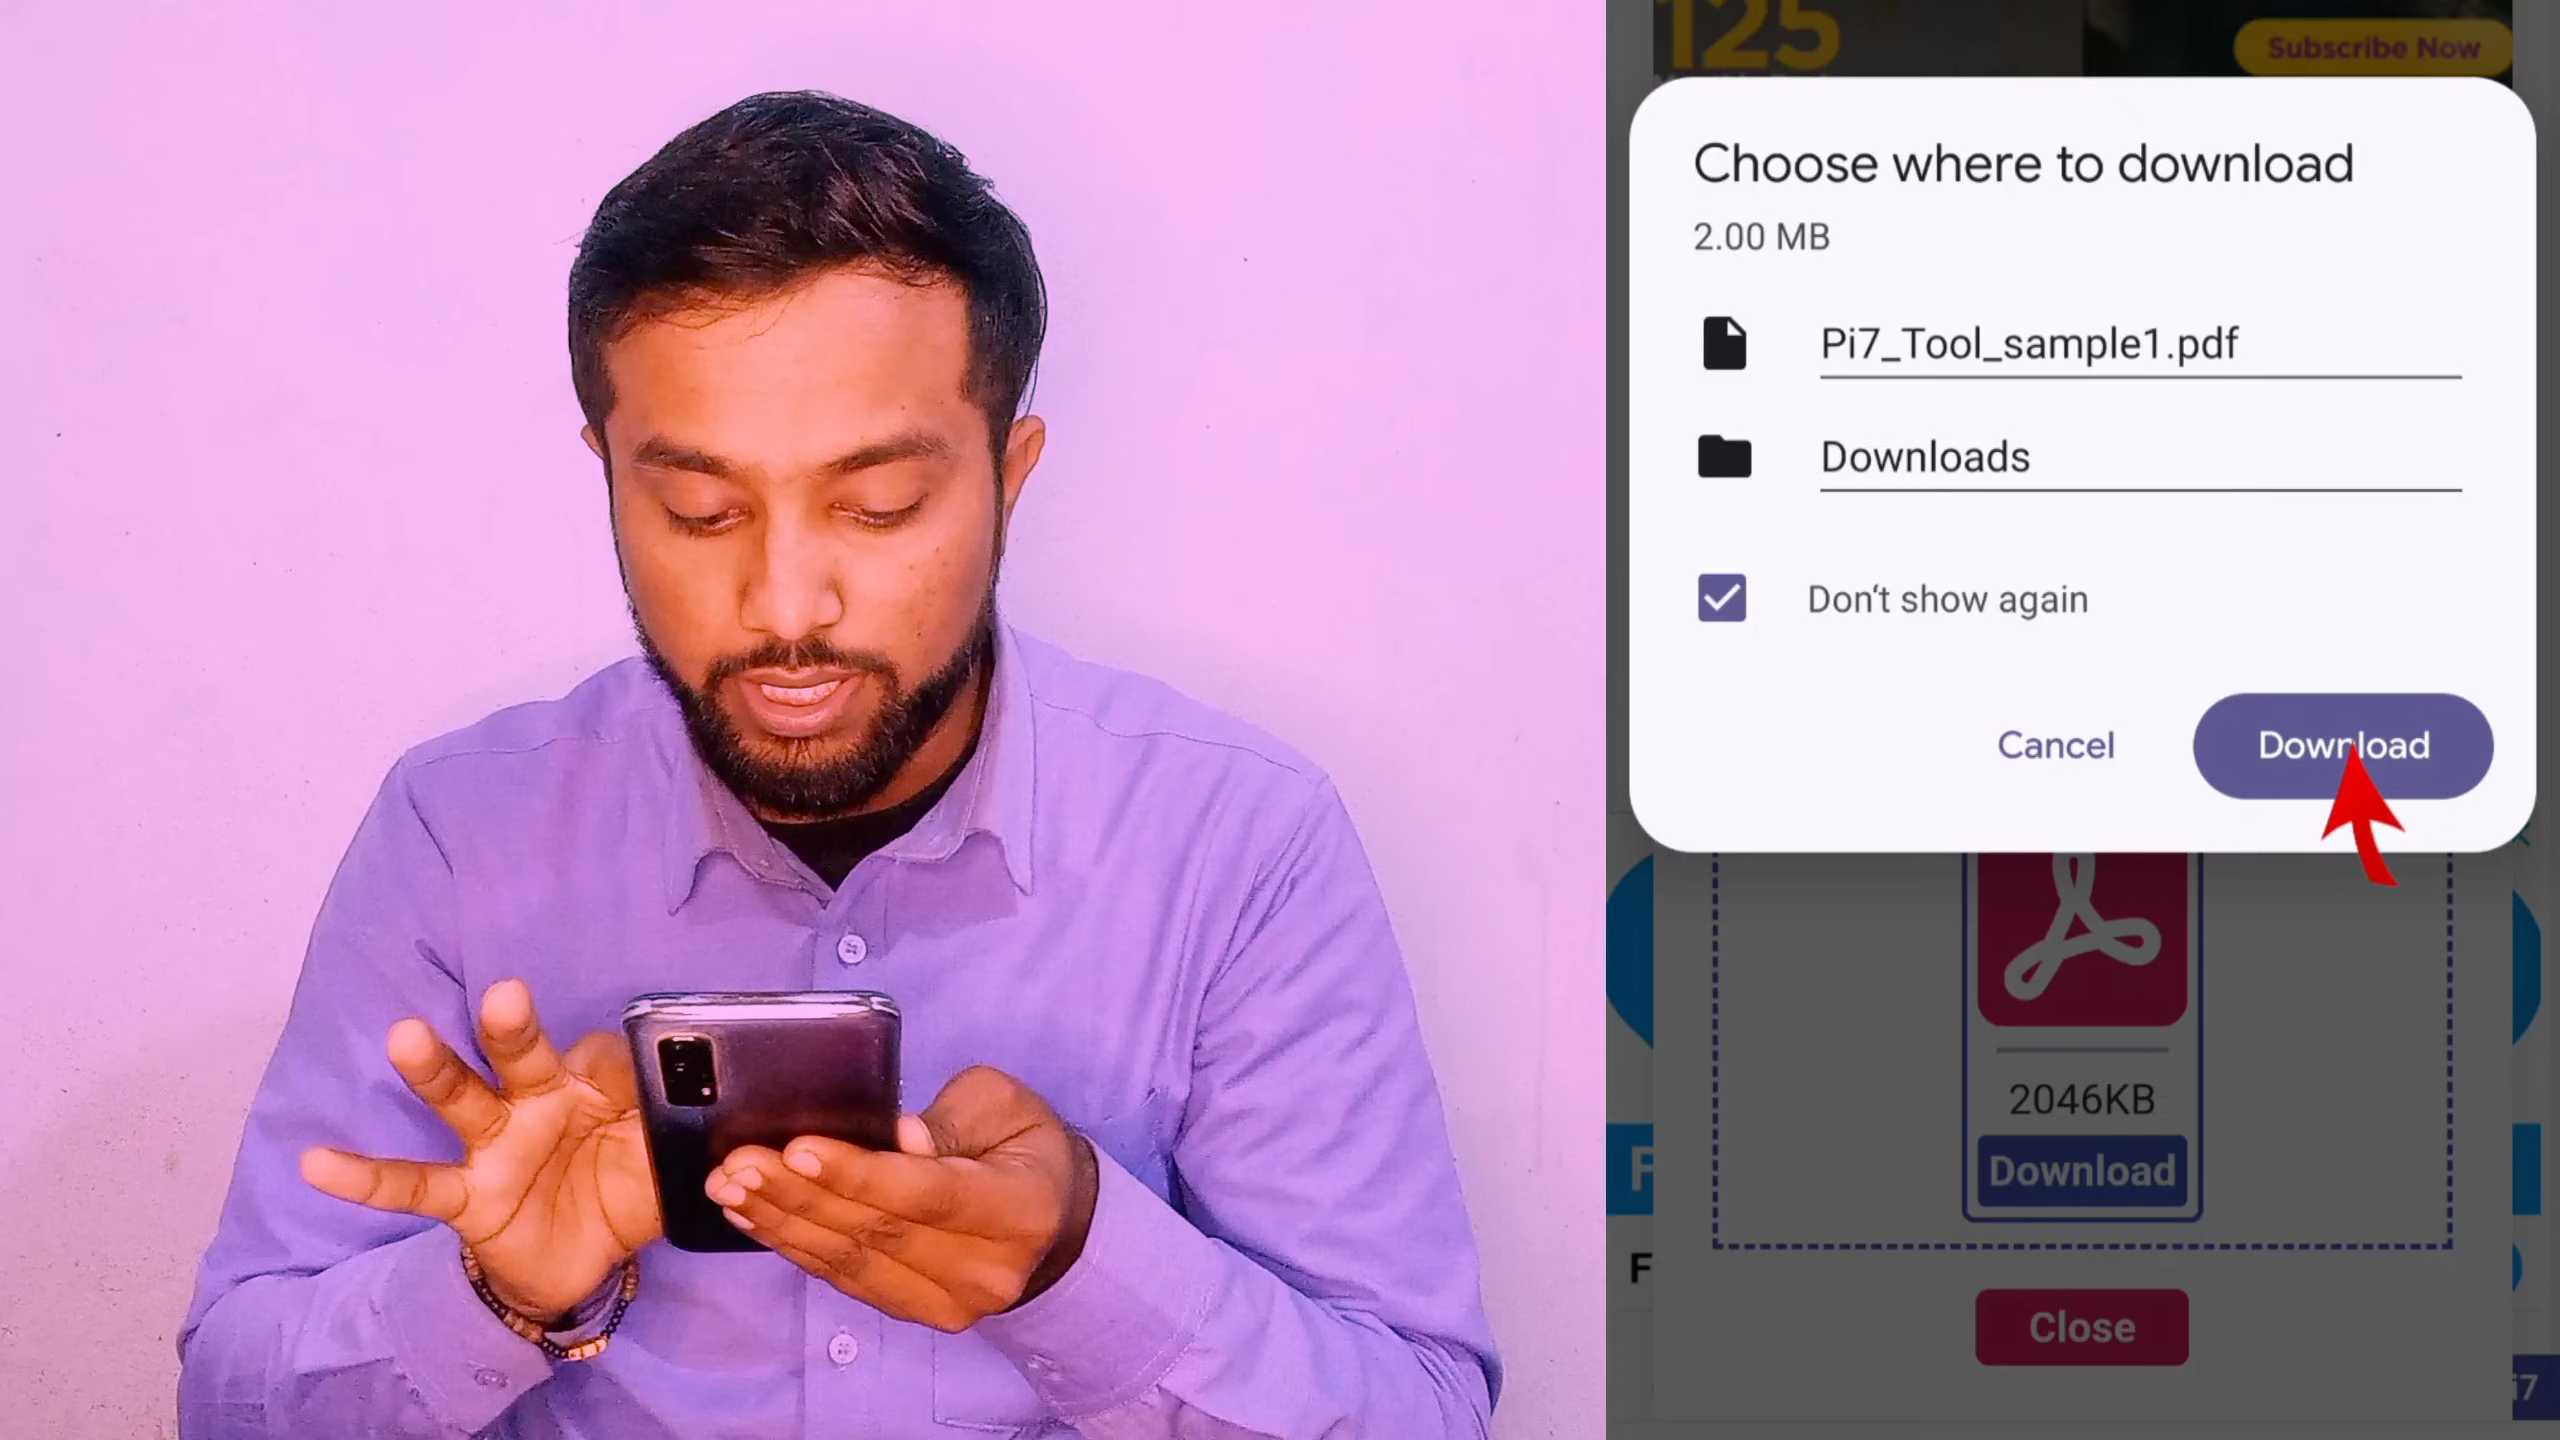 125
Subscribe Now
Choose where to download
2.00 MB
Pi7_Tool_sample1.pdf
Downloads
Don't show again
Cancel
Download
2046KB
Download
F
F
Close
i7